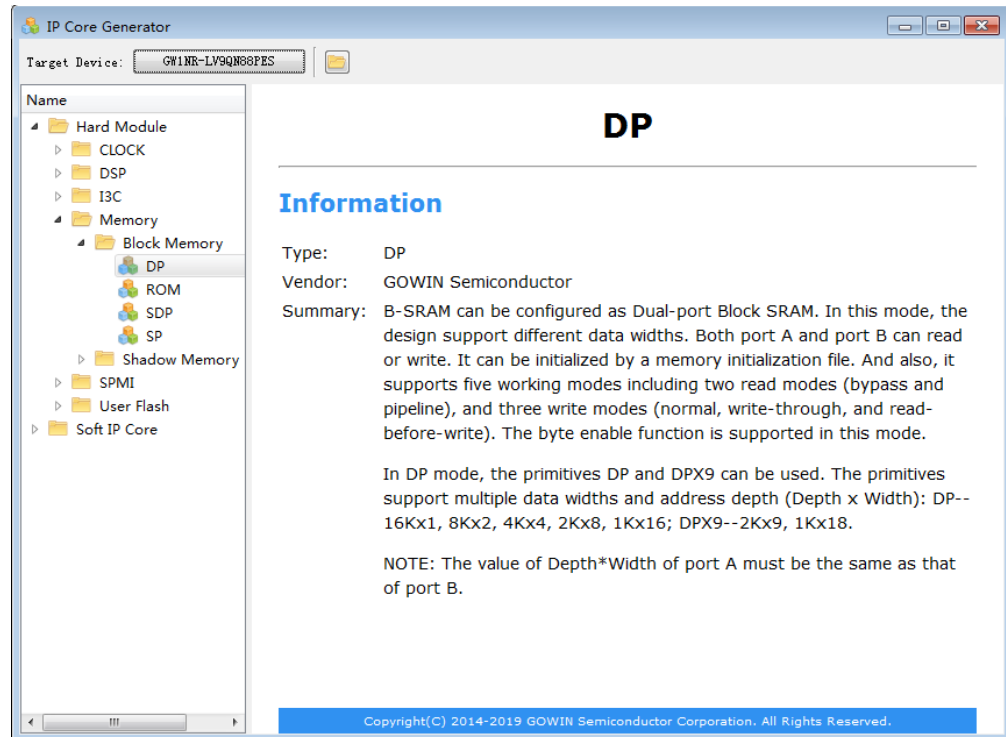 IP Core Generator
Target Device: GW1NR-LV9QN88PES
Name
Hard Module
CLOCK
DSP
I3C
Memory
Block Memory
DP
ROM
SDP
SP
Shadow Memory
SPMI
User Flash
Soft IP Core
DP
Information
Type: DP
Vendor: GOWIN Semiconductor
Summary: B-SRAM can be configured as Dual-port Block SRAM. In this mode, the
design support different data widths. Both port A and port B can read
or write. It can be initialized by a memory initialization file. And also, it
supports five working modes including two read modes (bypass and
pipeline), and three write modes (normal, write-through, and read-
before-write). The byte enable function is supported in this mode.
In DP mode, the primitives DP and DPX9 can be used. The primitives
support multiple data widths and address depth (Depth x Width): DP--
16Kx1, 8Kx2, 4Kx4, 2Kx8, 1Kx16; DPX9--2Kx9, 1Kx18.
NOTE: The value of Depth*Width of port A must be the same as that
of port B.
Copyright(C) 2014-2019 GOWIN Semiconductor Corporation. All Rights Reserved.